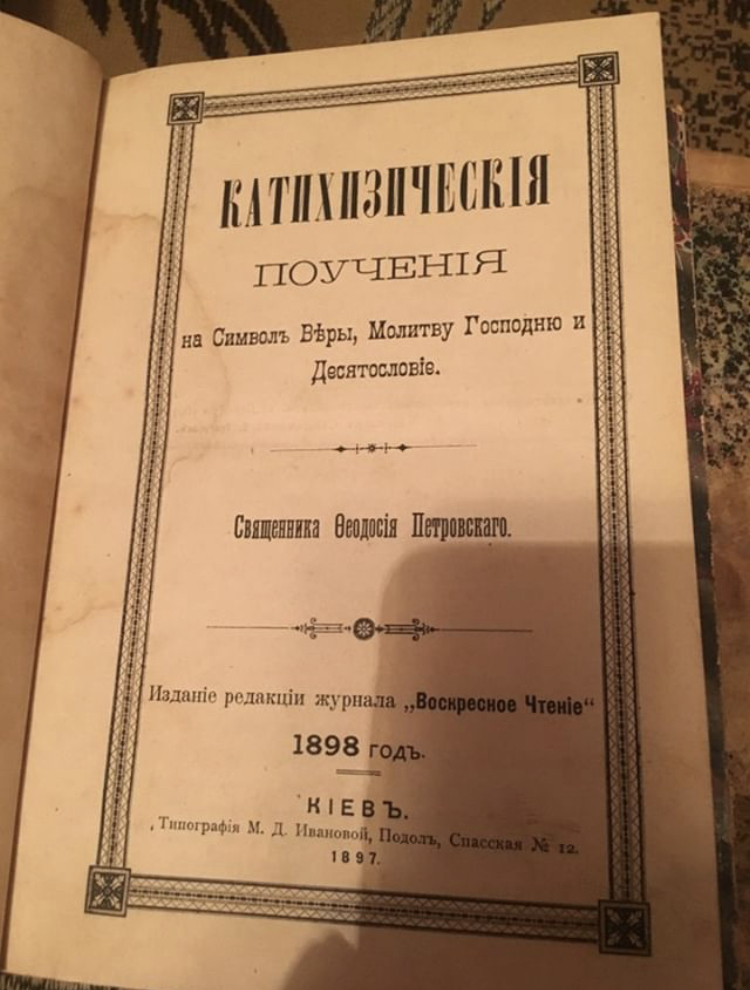 КАТИХИЗИЧЕСКІЯ
ПОУЧЕНІЯ
на Символъ Вѣры, Молитву Господню и
Десятословіе.
Священника Ѳеодосія Петровскаго.
Изданіе редакціи журнала „Воскресное Чтеніе“
1898 годъ.
КІЕВЪ.
Типографія М. Д. Ивановой, Подолъ, Спасская № 12.
1897.